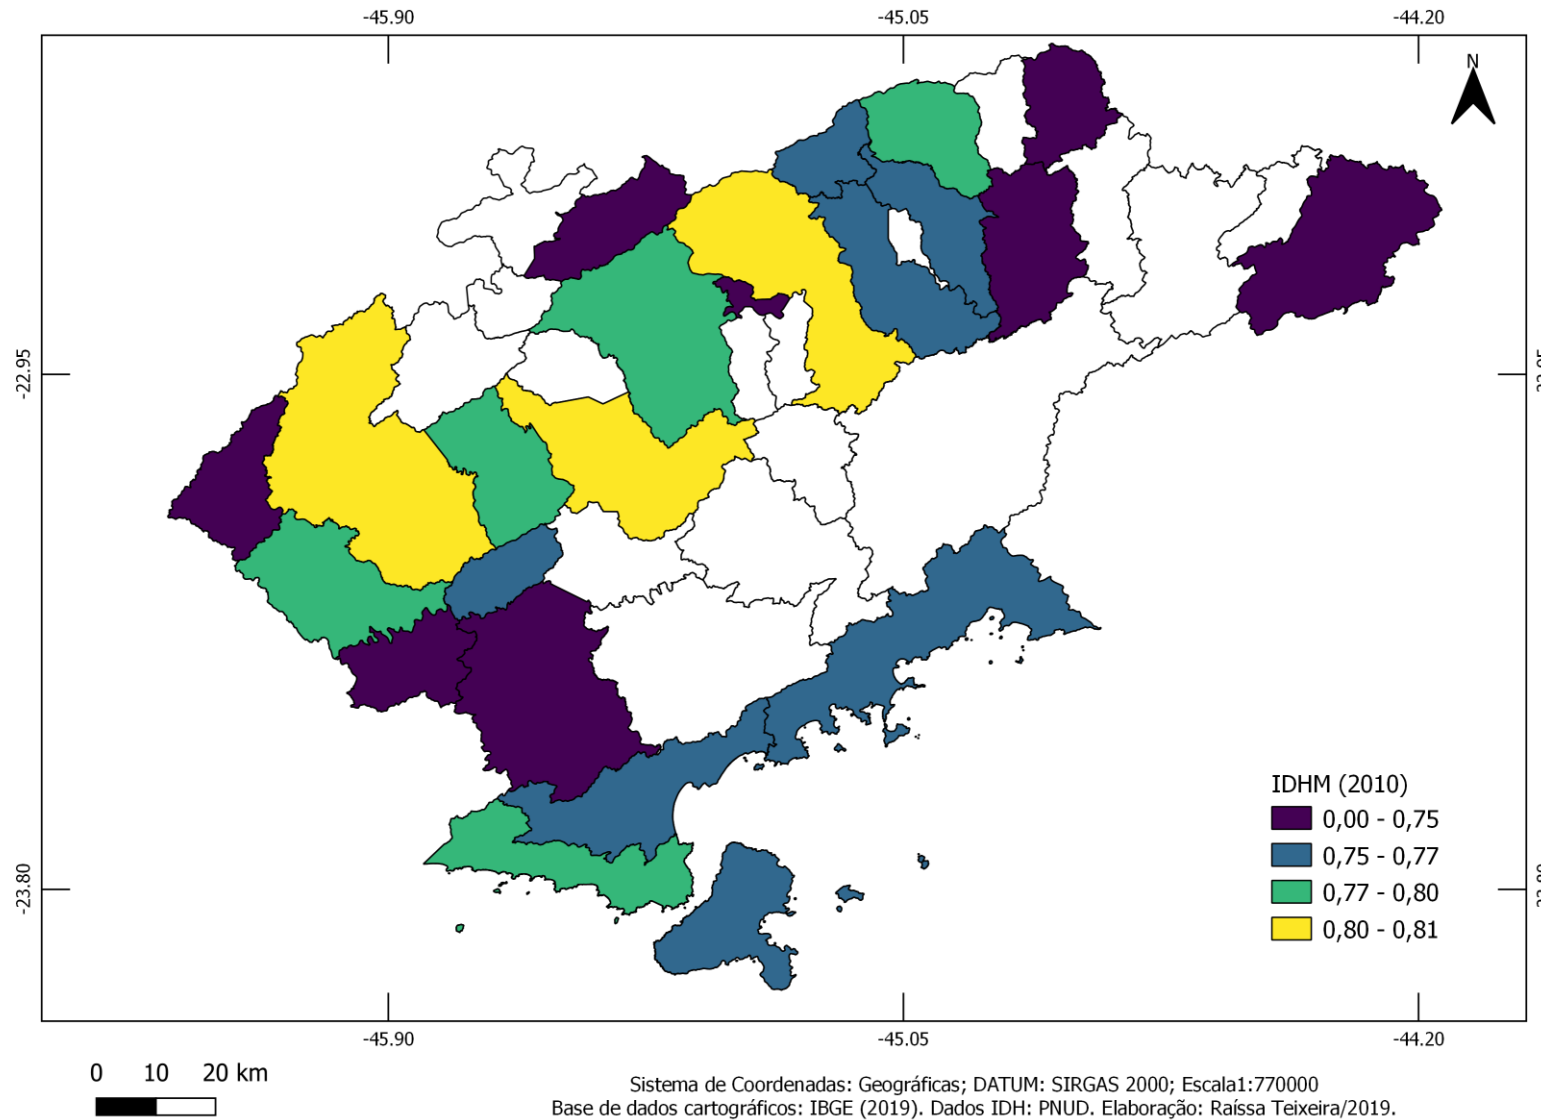 -45.90 -45.05 -44.20
N
-22.95
-23.80
IDHM (2010)
0,00 - 0,75
0,75 - 0,77
0,77 - 0,80
0,80 - 0,81
-45.90 -45.05 -44.20
0 10 20 km
Sistema de Coordenadas: Geográficas; DATUM: SIRGAS 2000; Escala1:770000
Base de dados cartográficos: IBGE (2019). Dados IDH: PNUD. Elaboração: Raíssa Teixeira/2019.